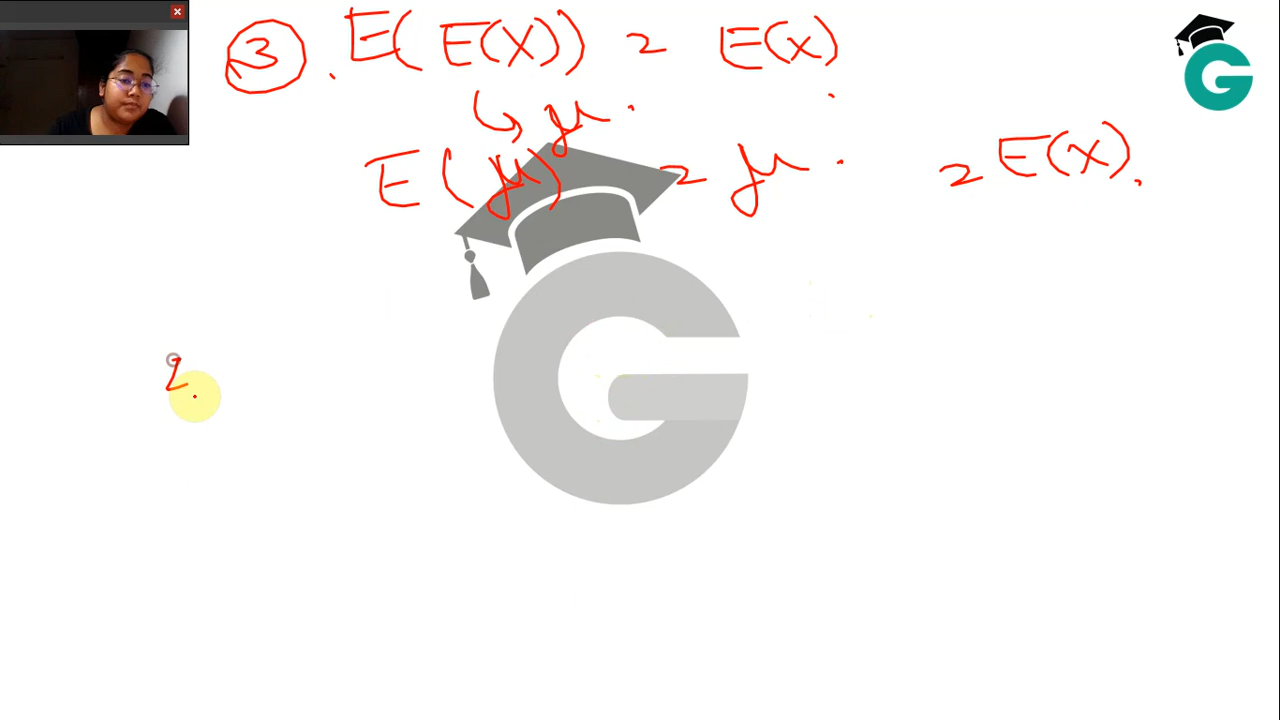 ③. E(E(X)) = E(X)
↳ μ.
E(μ) = μ. = E(X).